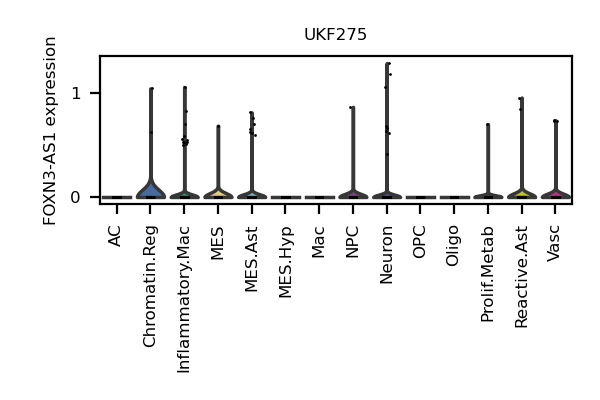 UKF275
FOXN3-AS1 expression
1
0
AC
Chromatin.Reg
Inflammatory.Mac
MES
MES.Ast
MES.Hyp
Mac
NPC
Neuron
OPC
Oligo
Prolif.Metab
Reactive.Ast
Vasc